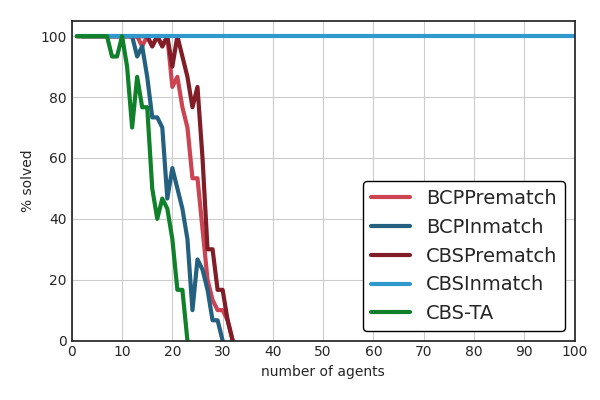 100
80
60
40
20
0
% solved
BCPPrematch
BCPInmatch
CBSPrematch
CBSInmatch
CBS-TA
0 10 20 30 40 50 60 70 80 90 100
number of agents